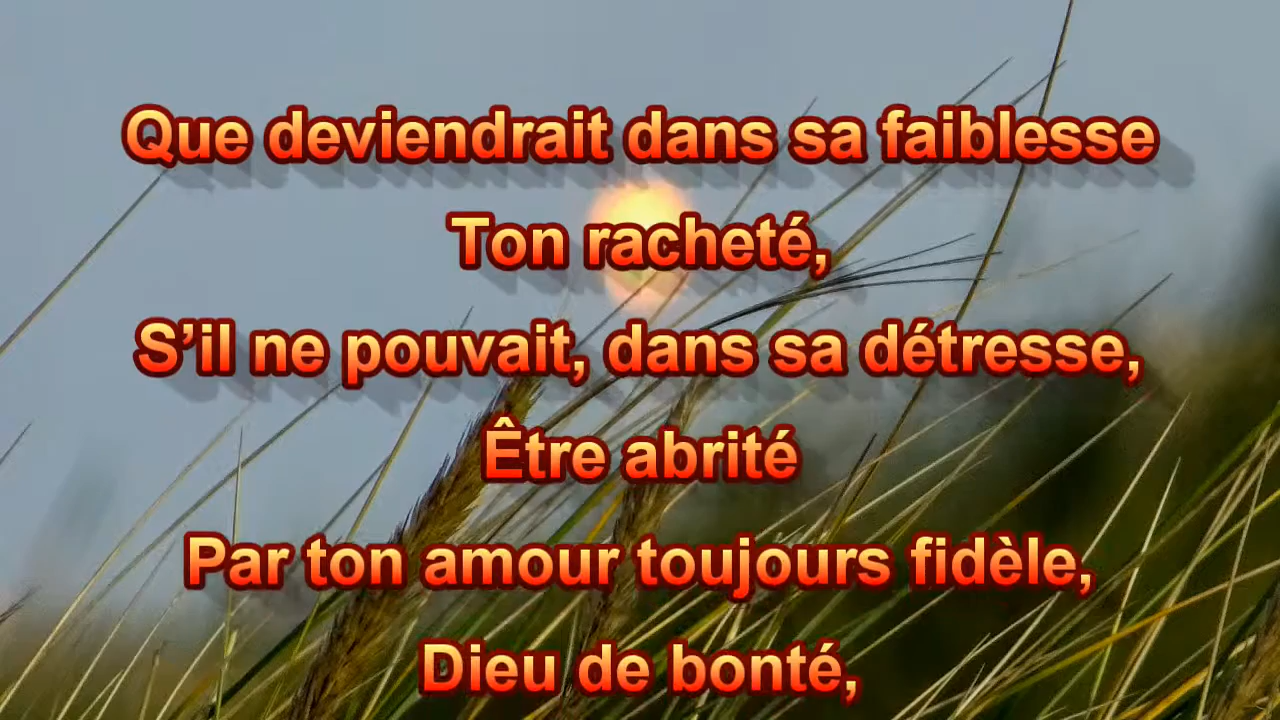 Que deviendrait dans sa faiblesse
Ton racheté,
S’il ne pouvait, dans sa détresse,
Être abrité
Par ton amour toujours fidèle,
Dieu de bonté,